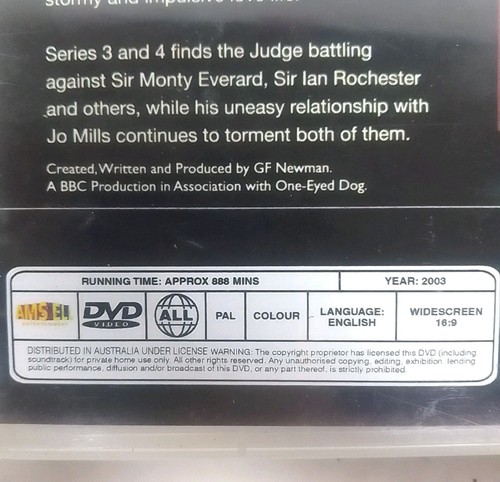 Series 3 and 4 finds the Judge battling
against Sir Monty Everard, Sir Ian Rochester
and others, while his uneasy relationship with
Jo Mills continues to torment both of them.
Created, Written and Produced by GF Newman.
A BBC Production in Association with One-Eyed Dog.
RUNNING TIME: APPROX 888 MINS
YEAR: 2003
DVD
VIDEO
ALL
PAL
COLOUR
LANGUAGE:
ENGLISH
WIDESCREEN
16:9
DISTRIBUTED IN AUSTRALIA UNDER LICENSE WARNING: The copyright proprietor has licensed this DVD (including
soundtrack) for private home use only. All other rights reserved. Any unauthorised copying, editing, exhibition, lending
public performance, diffusion and/or broadcast of this DVD, or any part thereof, is strictly prohibited.